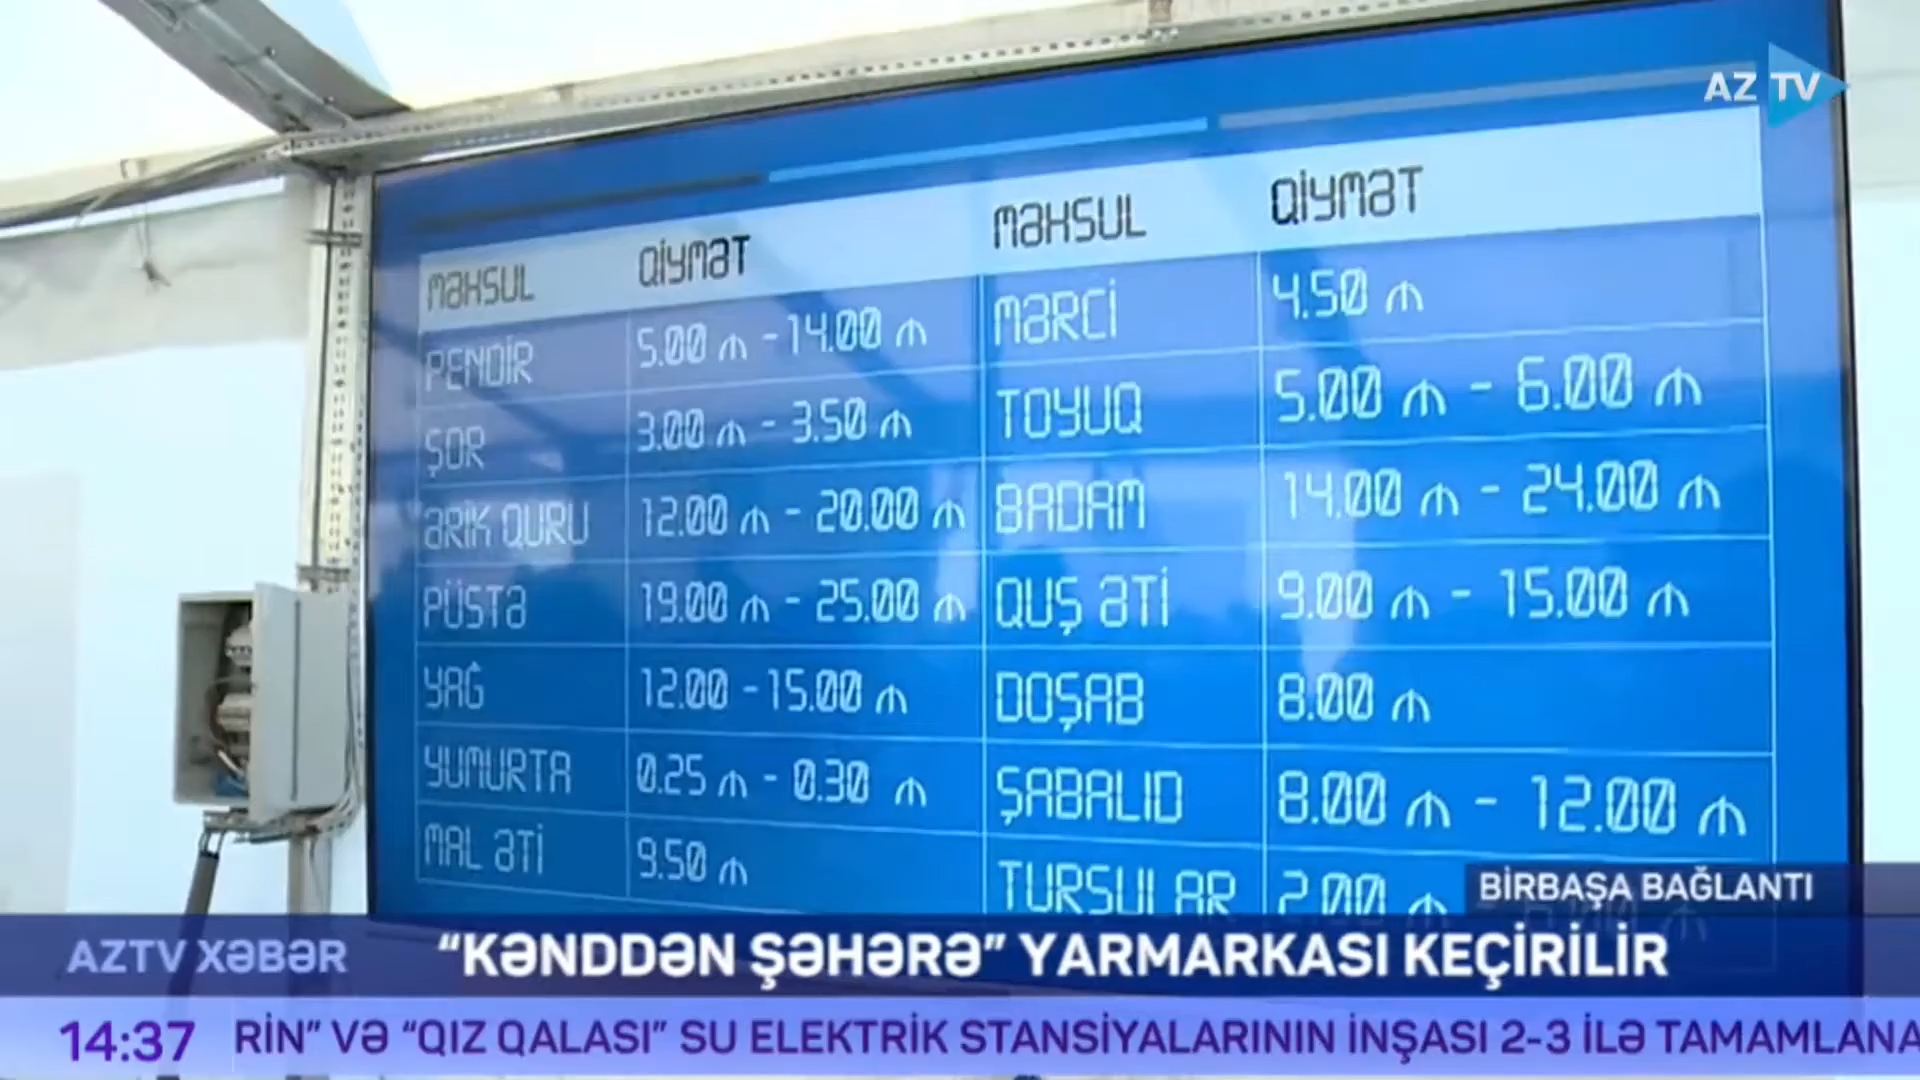 AZTV
MƏHSUL QİYMƏT MƏHSUL QİYMƏT
PENDİR 5.00 ₼ - 14.00 ₼ MƏRCİ 4.50 ₼
ŞOR 3.00 ₼ - 3.50 ₼ TOYUQ 5.00 ₼ - 6.00 ₼
ƏRİK QURU 12.00 ₼ - 20.00 ₼ BADAM 14.00 ₼ - 24.00 ₼
PÜSTƏ 19.00 ₼ - 25.00 ₼ QUŞ ƏTİ 9.00 ₼ - 15.00 ₼
YAĞ 12.00 - 15.00 ₼ DOŞAB 8.00 ₼
YUMURTA 0.25 ₼ - 0.30 ₼ ŞABALID 8.00 ₼ - 12.00 ₼
MAL ƏTİ 9.50 ₼ TURŞULAR 2.00 ₼
BİRBAŞA BAĞLANTI
AZTV XƏBƏR "KƏNDDƏN ŞƏHƏRƏ" YARMARKASI KEÇİRİLİR
14:37 RİN" VƏ "QIZ QALASI" SU ELEKTRİK STANSİYALARININ İNŞASI 2-3 İLƏ TAMAMLANA